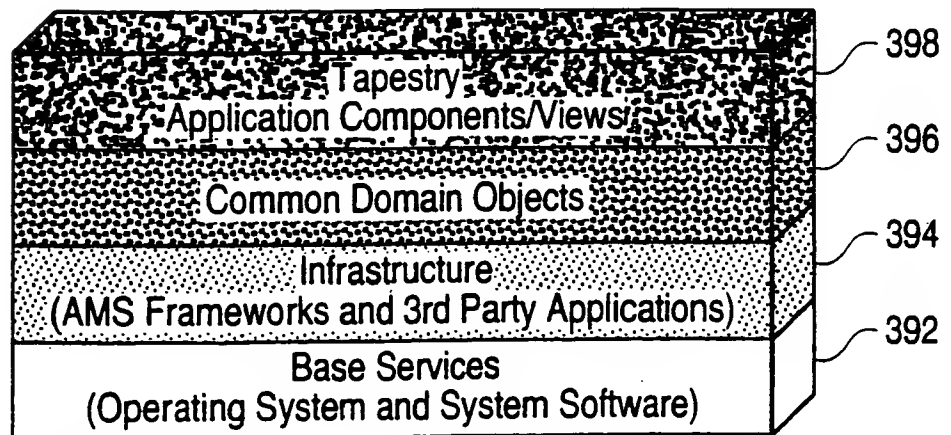 Tapestry
Application Components/Views
398
Common Domain Objects
396
Infrastructure
(AMS Frameworks and 3rd Party Applications)
394
Base Services
(Operating System and System Software)
392